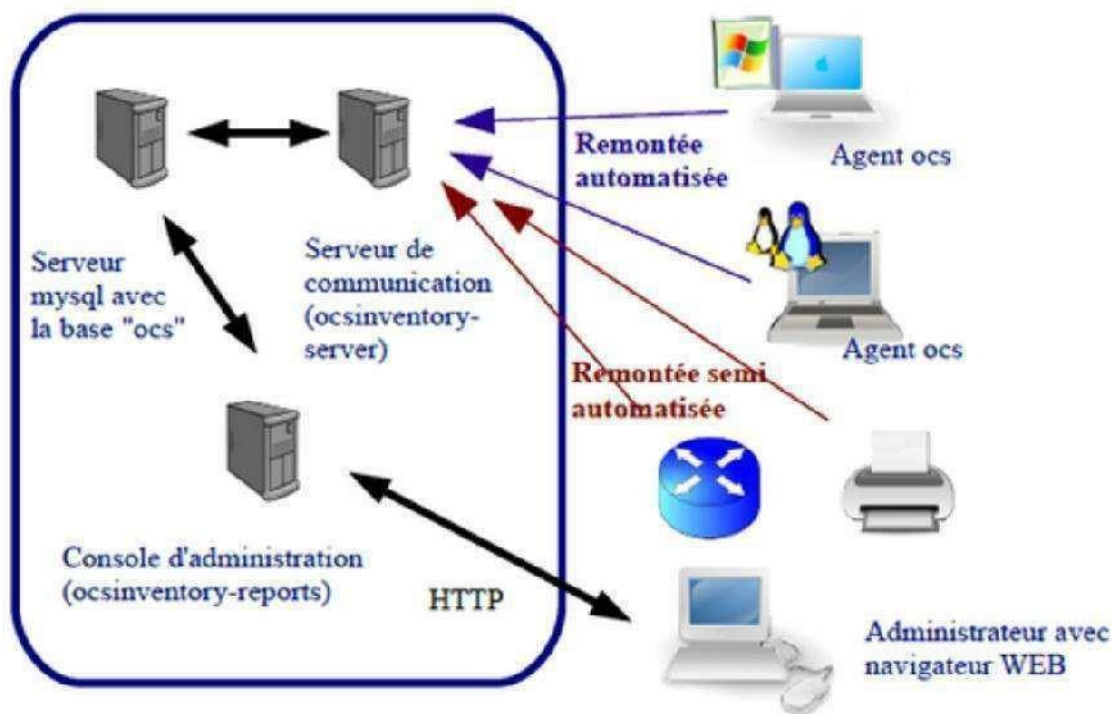 Remontée
automatisée
Agent ocs
Serveur
mysql avec
la base "ocs"
Serveur de
communication
(ocsinventory-
server)
Agent ocs
Remontée semi
automatisée
Console d'administration
(ocsinventory-reports)
HTTP
Administrateur avec
navigateur WEB